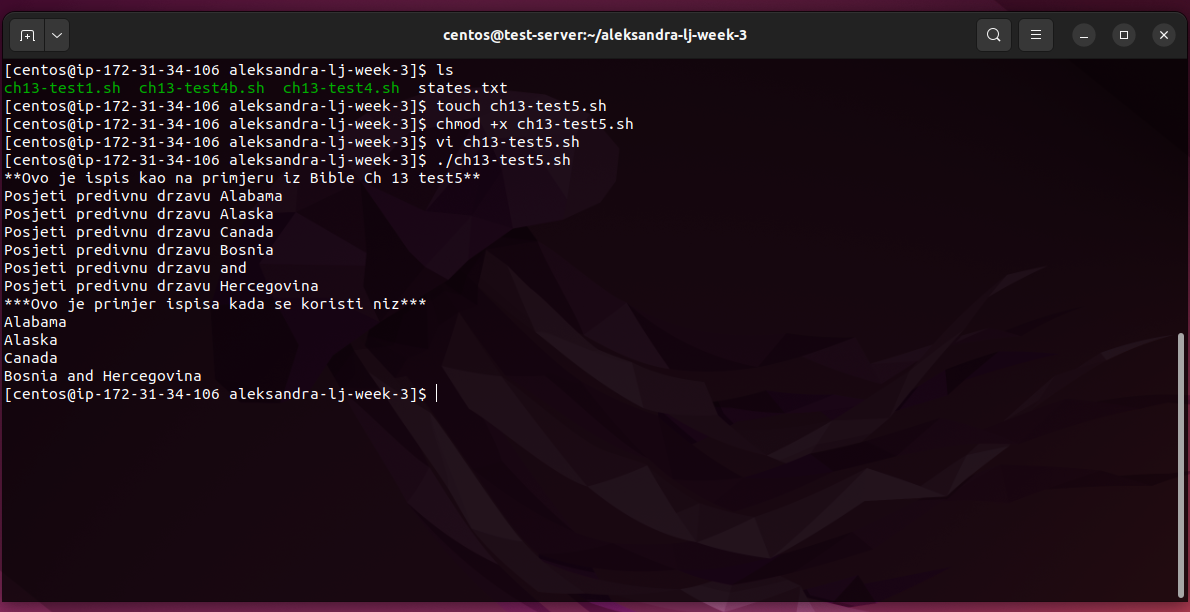 centos@test-server:~/aleksandra-lj-week-3
[centos@ip-172-31-34-106 aleksandra-lj-week-3]$ ls
ch13-test1.sh  ch13-test4b.sh  ch13-test4.sh  states.txt
[centos@ip-172-31-34-106 aleksandra-lj-week-3]$ touch ch13-test5.sh
[centos@ip-172-31-34-106 aleksandra-lj-week-3]$ chmod +x ch13-test5.sh
[centos@ip-172-31-34-106 aleksandra-lj-week-3]$ vi ch13-test5.sh
[centos@ip-172-31-34-106 aleksandra-lj-week-3]$ ./ch13-test5.sh
**Ovo je ispis kao na primjeru iz Bible Ch 13 test5**
Posjeti predivnu drzavu Alabama
Posjeti predivnu drzavu Alaska
Posjeti predivnu drzavu Canada
Posjeti predivnu drzavu Bosnia
Posjeti predivnu drzavu and
Posjeti predivnu drzavu Hercegovina
***Ovo je primjer ispisa kada se koristi niz***
Alabama
Alaska
Canada
Bosnia and Hercegovina
[centos@ip-172-31-34-106 aleksandra-lj-week-3]$